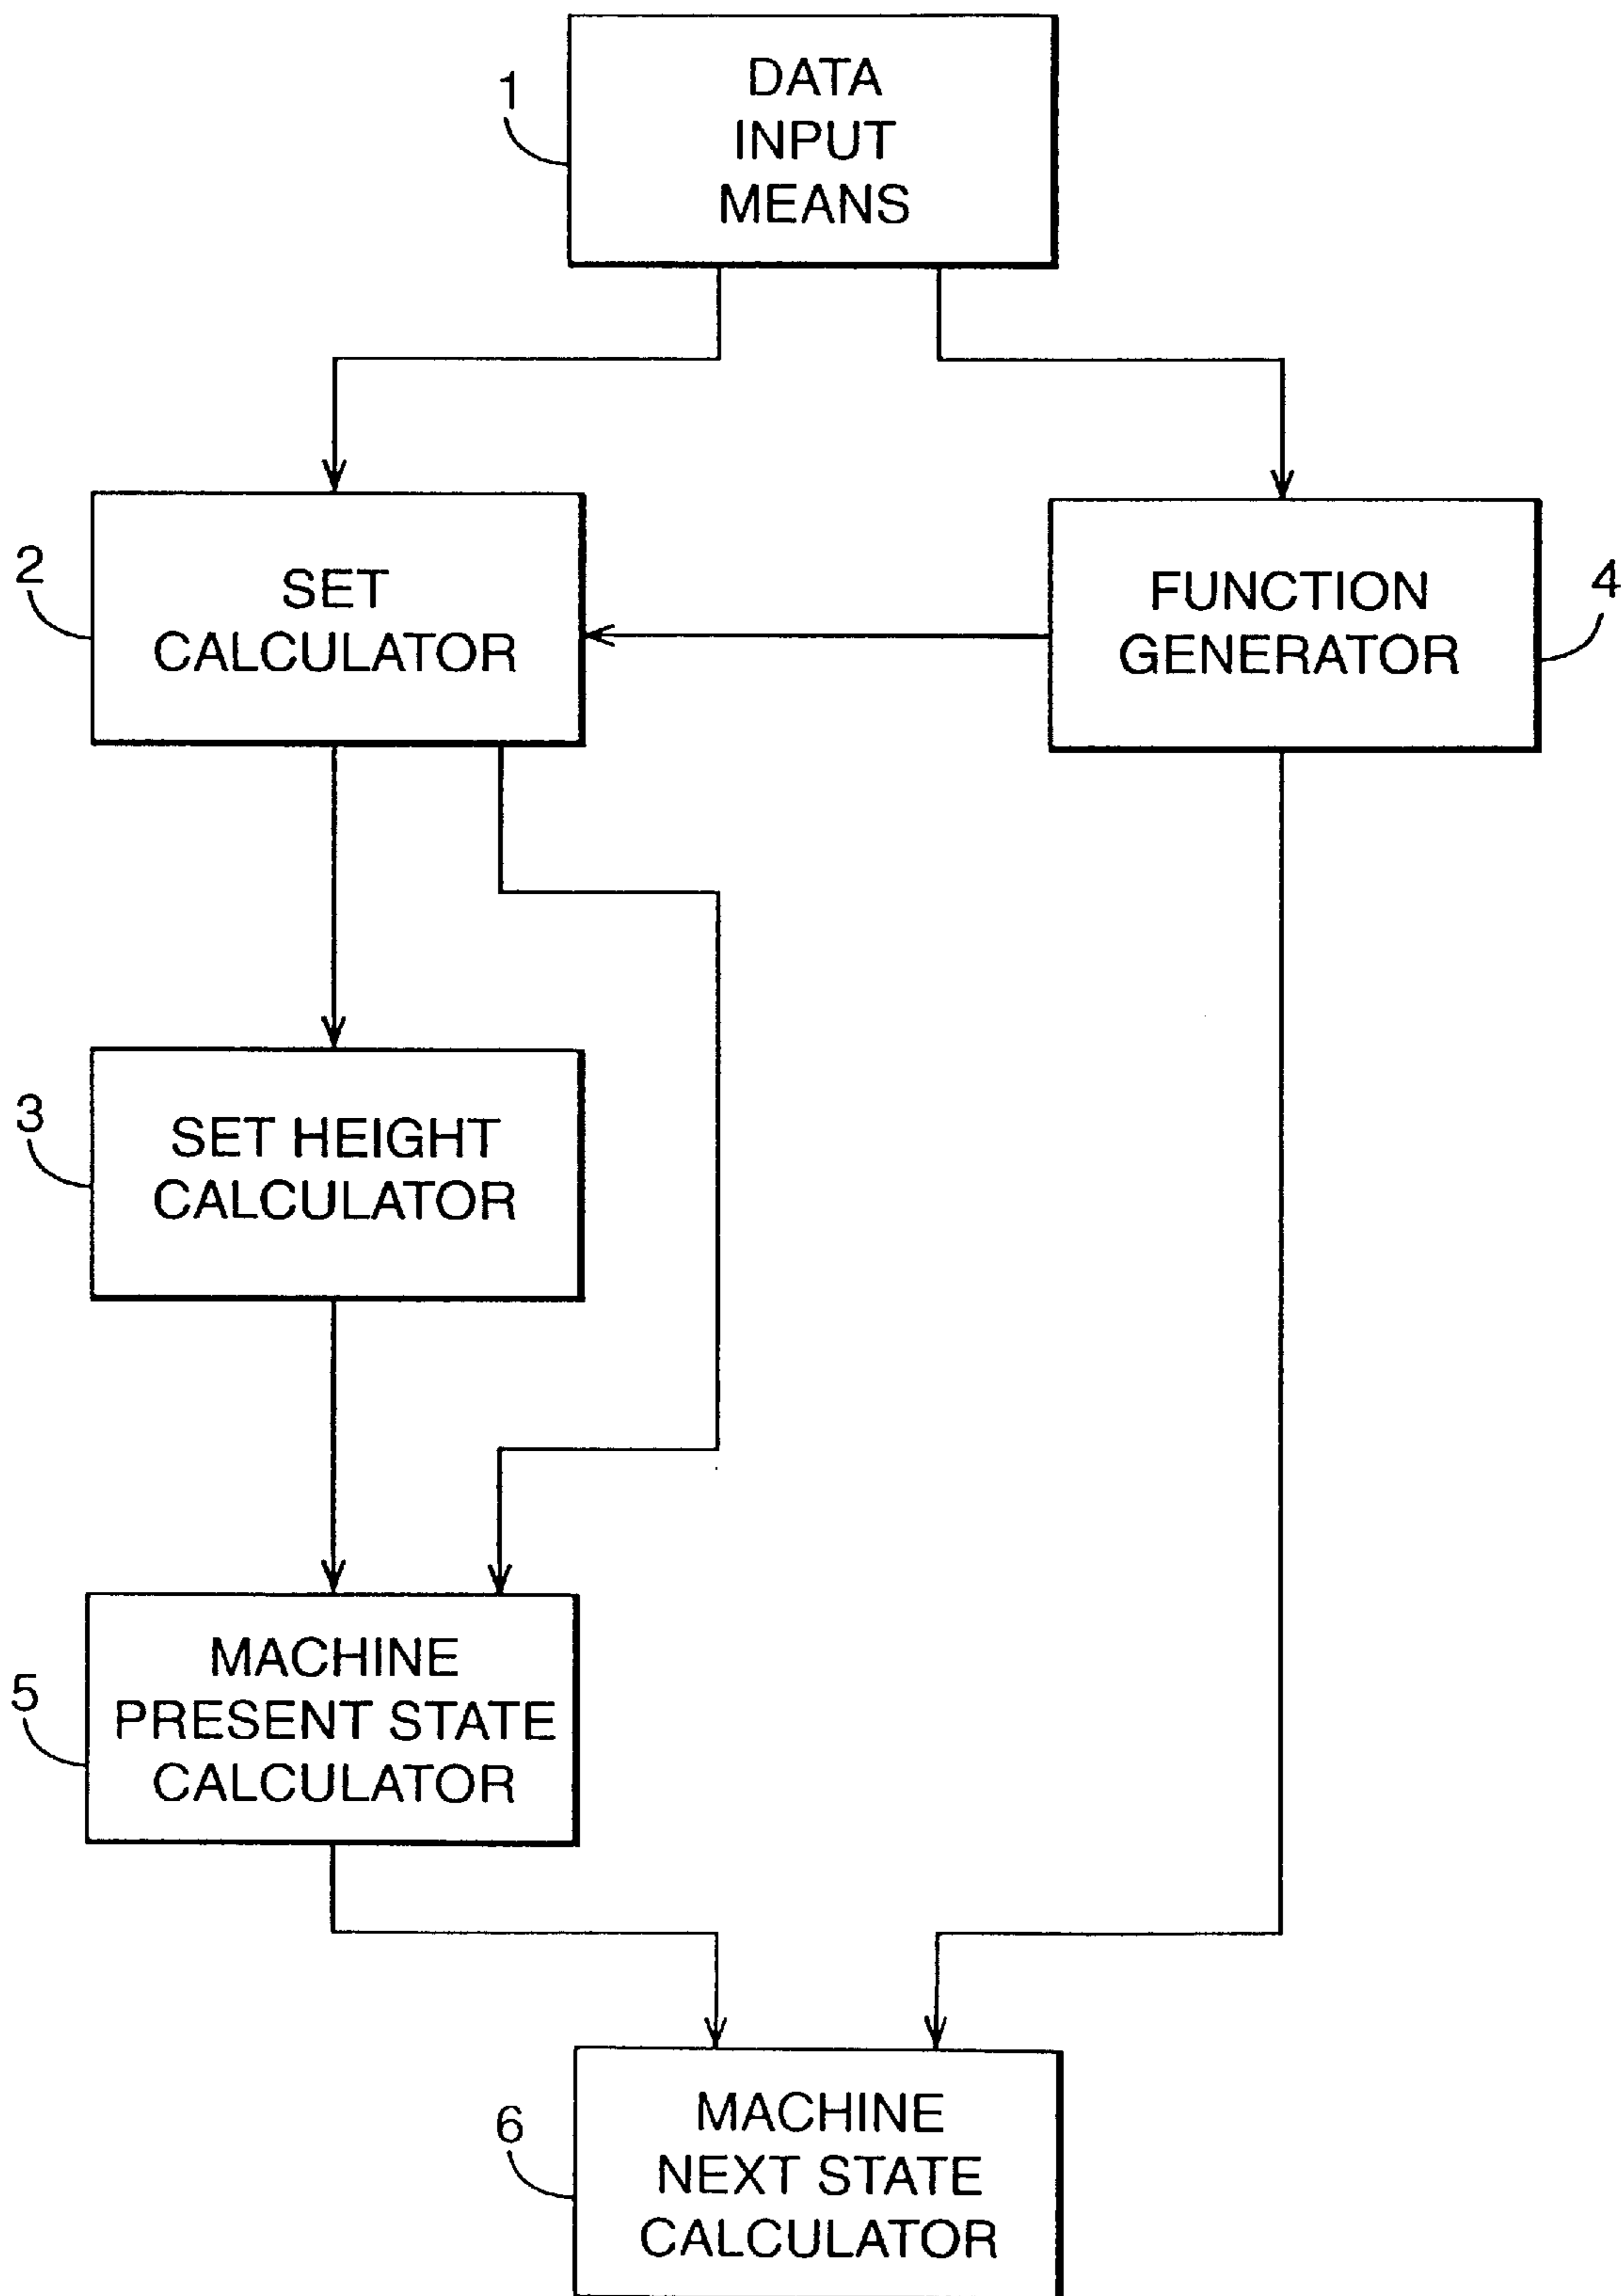 1
DATA
INPUT
MEANS
2
SET
CALCULATOR
FUNCTION
GENERATOR
4
3
SET HEIGHT
CALCULATOR
5
MACHINE
PRESENT STATE
CALCULATOR
6
MACHINE
NEXT STATE
CALCULATOR